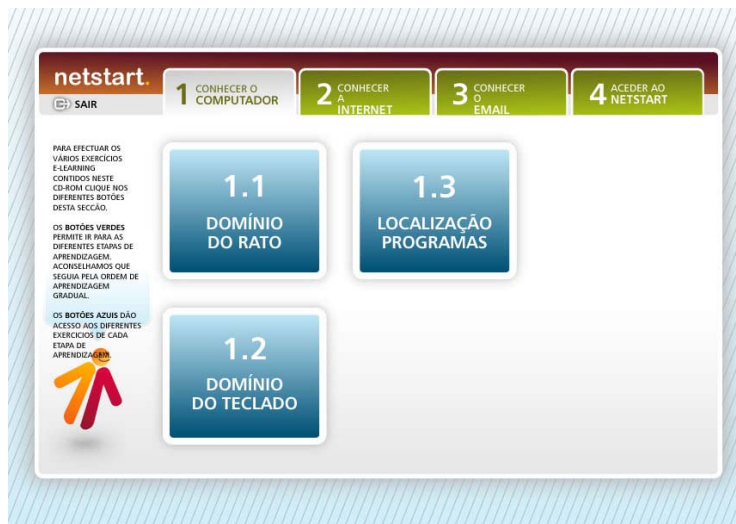 netstart.
SAIR
1 CONHECER O
COMPUTADOR
2 CONHECER
A
INTERNET
3 CONHECER
O
EMAIL
4 ACEDER AO
NETSTART
PARA EFECTUAR OS
VÁRIOS EXERCÍCIOS
E-LEARNING
CONTIDOS NESTE
CD-ROM CLIQUE NOS
DIFERENTES BOTÕES
DESTA SECCÃO.
OS BOTÕES VERDES
PERMITE IR PARA AS
DIFERENTES ETAPAS DE
APRENDIZAGEM.
ACONSELHAMOS QUE
SEGUIA PELA ORDEM DE
APRENDIZAGEM
GRADUAL.
OS BOTÕES AZUIS DÃO
ACESSO AOS DIFERENTES
EXERCICIOS DE CADA
ETAPA DE
APRENDIZAGEM.
1.1
DOMÍNIO
DO RATO
1.3
LOCALIZAÇÃO
PROGRAMAS
1.2
DOMÍNIO
DO TECLADO